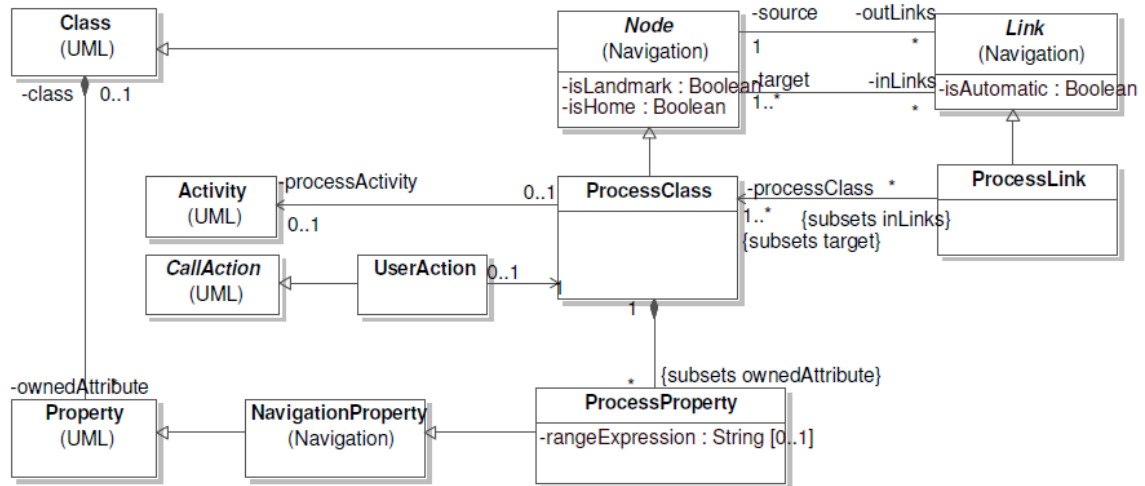 Class
(UML)
-class
0..1
Node
(Navigation)
-isLandmark : Boolean
-isHome : Boolean
-source
1
-outLinks
*
-target
1..*
-inLinks
*
Link
(Navigation)
-isAutomatic : Boolean
Activity
(UML)
-processActivity
0..1
0..1
ProcessClass
-processClass
*
1..*
{subsets inLinks}
{subsets target}
ProcessLink
CallAction
(UML)
UserAction
0..1
1
1
*
{subsets ownedAttribute}
-ownedAttribute
*
Property
(UML)
NavigationProperty
(Navigation)
ProcessProperty
-rangeExpression : String [0..1]